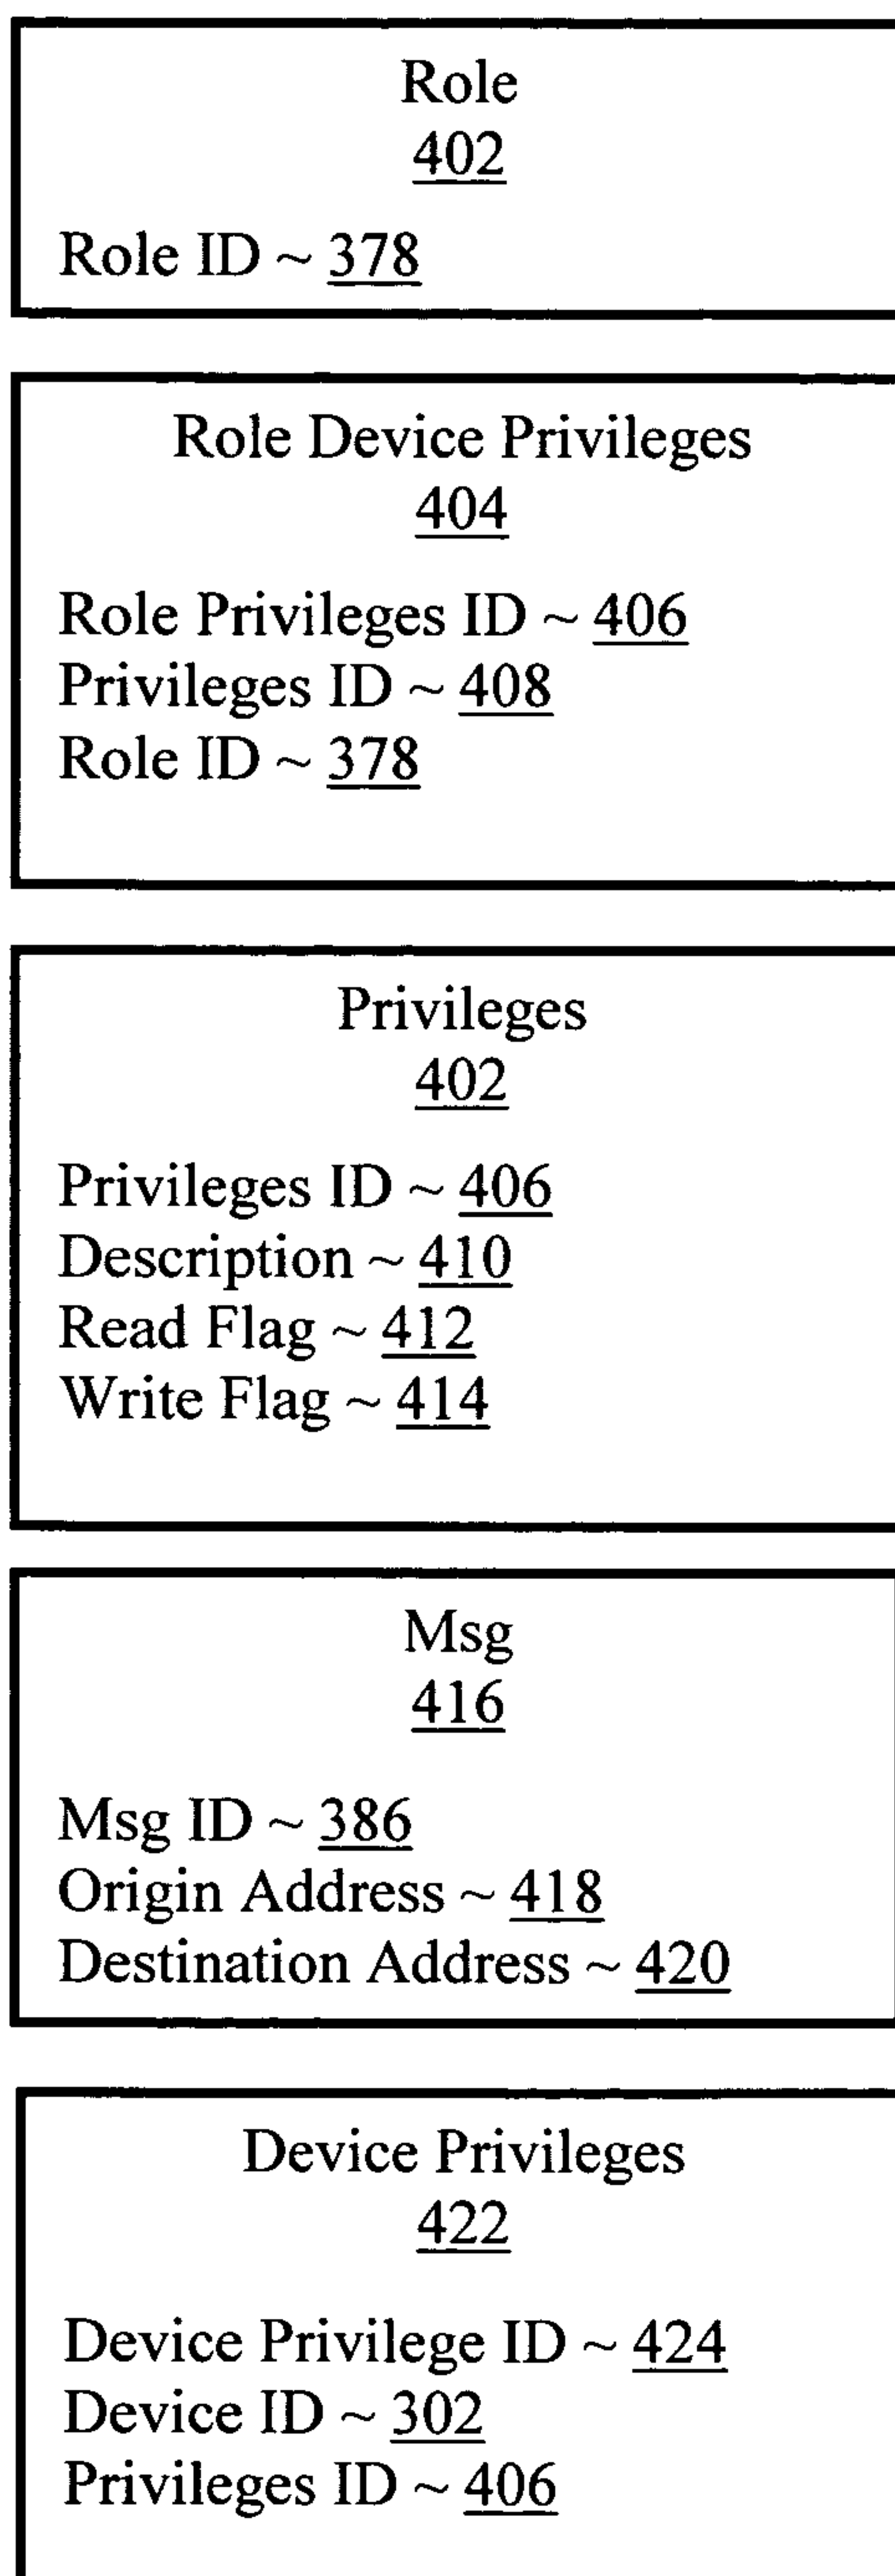 Role
402
Role ID ~ 378
Role Device Privileges
404
Role Privileges ID ~ 406
Privileges ID ~ 408
Role ID ~ 378
Privileges
402
Privileges ID ~ 406
Description ~ 410
Read Flag ~ 412
Write Flag ~ 414
Msg
416
Msg ID ~ 386
Origin Address ~ 418
Destination Address ~ 420
Device Privileges
422
Device Privilege ID ~ 424
Device ID ~ 302
Privileges ID ~ 406